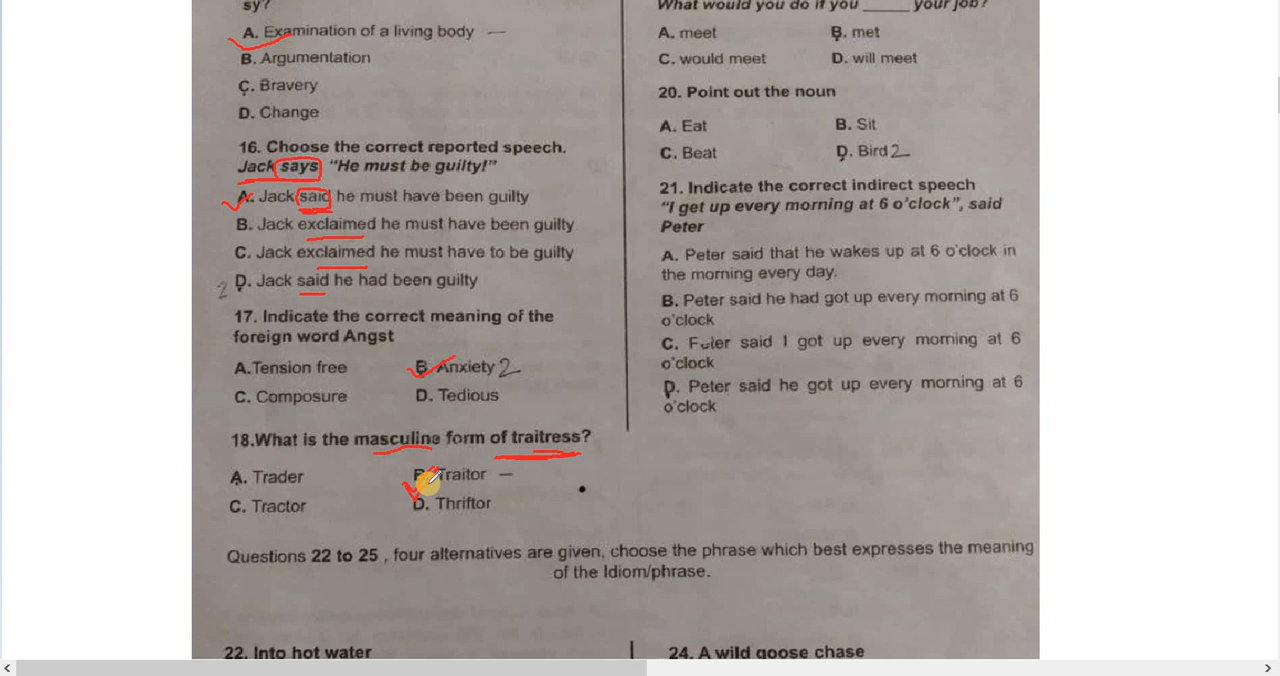 sy?
A. Examination of a living body —
B. Argumentation
C. Bravery
D. Change
16. Choose the correct reported speech.
Jack says "He must be guilty!"
A. Jack said he must have been guilty
B. Jack exclaimed he must have been guilty
C. Jack exclaimed he must have to be guilty
2 D. Jack said he had been guilty
17. Indicate the correct meaning of the
foreign word Angst
A.Tension free B. Anxiety 2
C. Composure D. Tedious
18.What is the masculine form of traitress?
A. Trader B. Traitor —
C. Tractor D. Thriftor
What would you do if you _____ your job?
A. meet B. met
C. would meet D. will meet
20. Point out the noun
A. Eat B. Sit
C. Beat D. Bird 2
21. Indicate the correct indirect speech
"I get up every morning at 6 o'clock", said
Peter
A. Peter said that he wakes up at 6 o'clock in
the morning every day.
B. Peter said he had got up every morning at 6
o'clock
C. Peter said I got up every morning at 6
o'clock
D. Peter said he got up every morning at 6
o'clock
Questions 22 to 25 , four alternatives are given, choose the phrase which best expresses the meaning
of the Idiom/phrase.
22. Into hot water
24. A wild goose chase